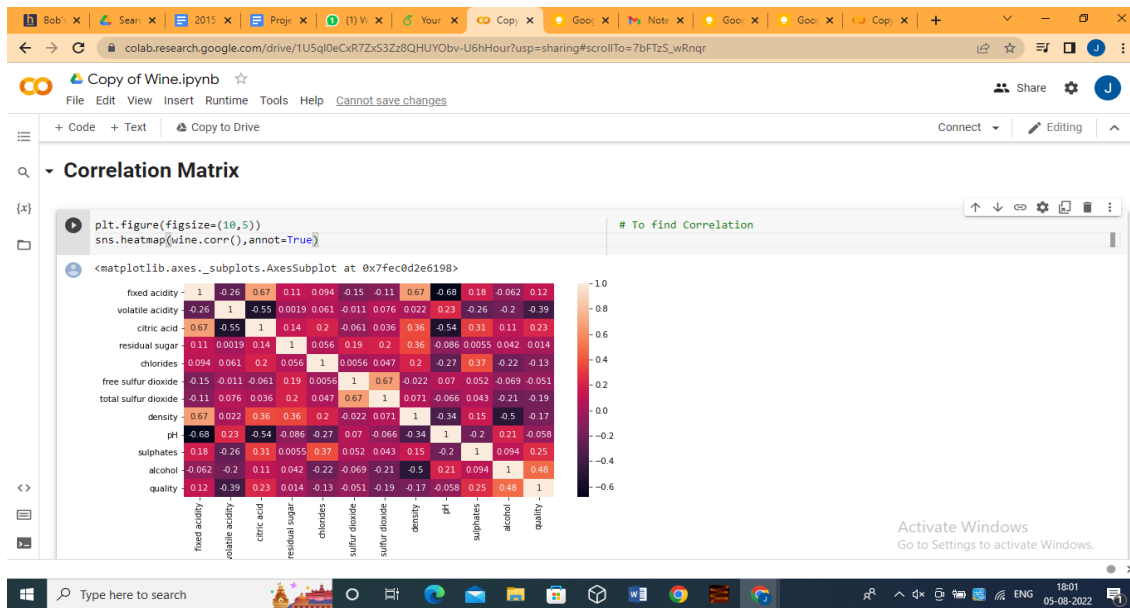 Bob's
Sear
2015
Proje
(1) W
Your
Copy
Goo
Note
Goo
Goo
Copy
colab.research.google.com/drive/1U5qI0eCxR7ZxS3Zz8QHUYObv-U6hHour?usp=sharing#scrollTo=7bFTzS_wRnqr
J
Copy of Wine.ipynb
File Edit View Insert Runtime Tools Help Cannot save changes
Share
J
+ Code + Text Copy to Drive
Connect Editing
Correlation Matrix
{x}
plt.figure(figsize=(10,5)) # To find Correlation
sns.heatmap(wine.corr(),annot=True)
<matplotlib.axes._subplots.AxesSubplot at 0x7fec0d2e6198>
fixed acidity 1 -0.26 0.67 0.11 0.094 -0.15 -0.11 0.67 -0.68 0.18 -0.062 0.12
volatile acidity -0.26 1 -0.55 0.0019 0.061 -0.011 0.076 0.022 0.23 -0.26 -0.2 -0.39
citric acid 0.67 -0.55 1 0.14 0.2 -0.061 0.036 0.36 -0.54 0.31 0.11 0.23
residual sugar 0.11 0.0019 0.14 1 0.056 0.19 0.2 0.36 -0.086 0.0055 0.042 0.014
chlorides 0.094 0.061 0.2 0.056 1 0.0056 0.047 0.2 -0.27 0.37 -0.22 -0.13
free sulfur dioxide -0.15 -0.011 -0.061 0.19 0.0056 1 0.67 -0.022 0.07 0.052 -0.069 -0.051
total sulfur dioxide -0.11 0.076 0.036 0.2 0.047 0.67 1 0.071 -0.066 0.043 -0.21 -0.19
density 0.67 0.022 0.36 0.36 0.2 -0.022 0.071 1 -0.34 0.15 -0.5 -0.17
pH -0.68 0.23 -0.54 -0.086 -0.27 0.07 -0.066 -0.34 1 -0.2 0.21 -0.058
sulphates 0.18 -0.26 0.31 0.0055 0.37 0.052 0.043 0.15 -0.2 1 0.094 0.25
alcohol -0.062 -0.2 0.11 0.042 -0.22 -0.069 -0.21 -0.5 0.21 0.094 1 0.48
quality 0.12 -0.39 0.23 0.014 -0.13 -0.051 -0.19 -0.17 -0.058 0.25 0.48 1
fixed acidity
volatile acidity
citric acid
residual sugar
chlorides
sulfur dioxide
sulfur dioxide
density
pH
sulphates
alcohol
quality
1.0
0.8
0.6
0.4
0.2
0.0
-0.2
-0.4
-0.6
Activate Windows
Go to Settings to activate Windows.
Type here to search
ENG
18:01
05-08-2022